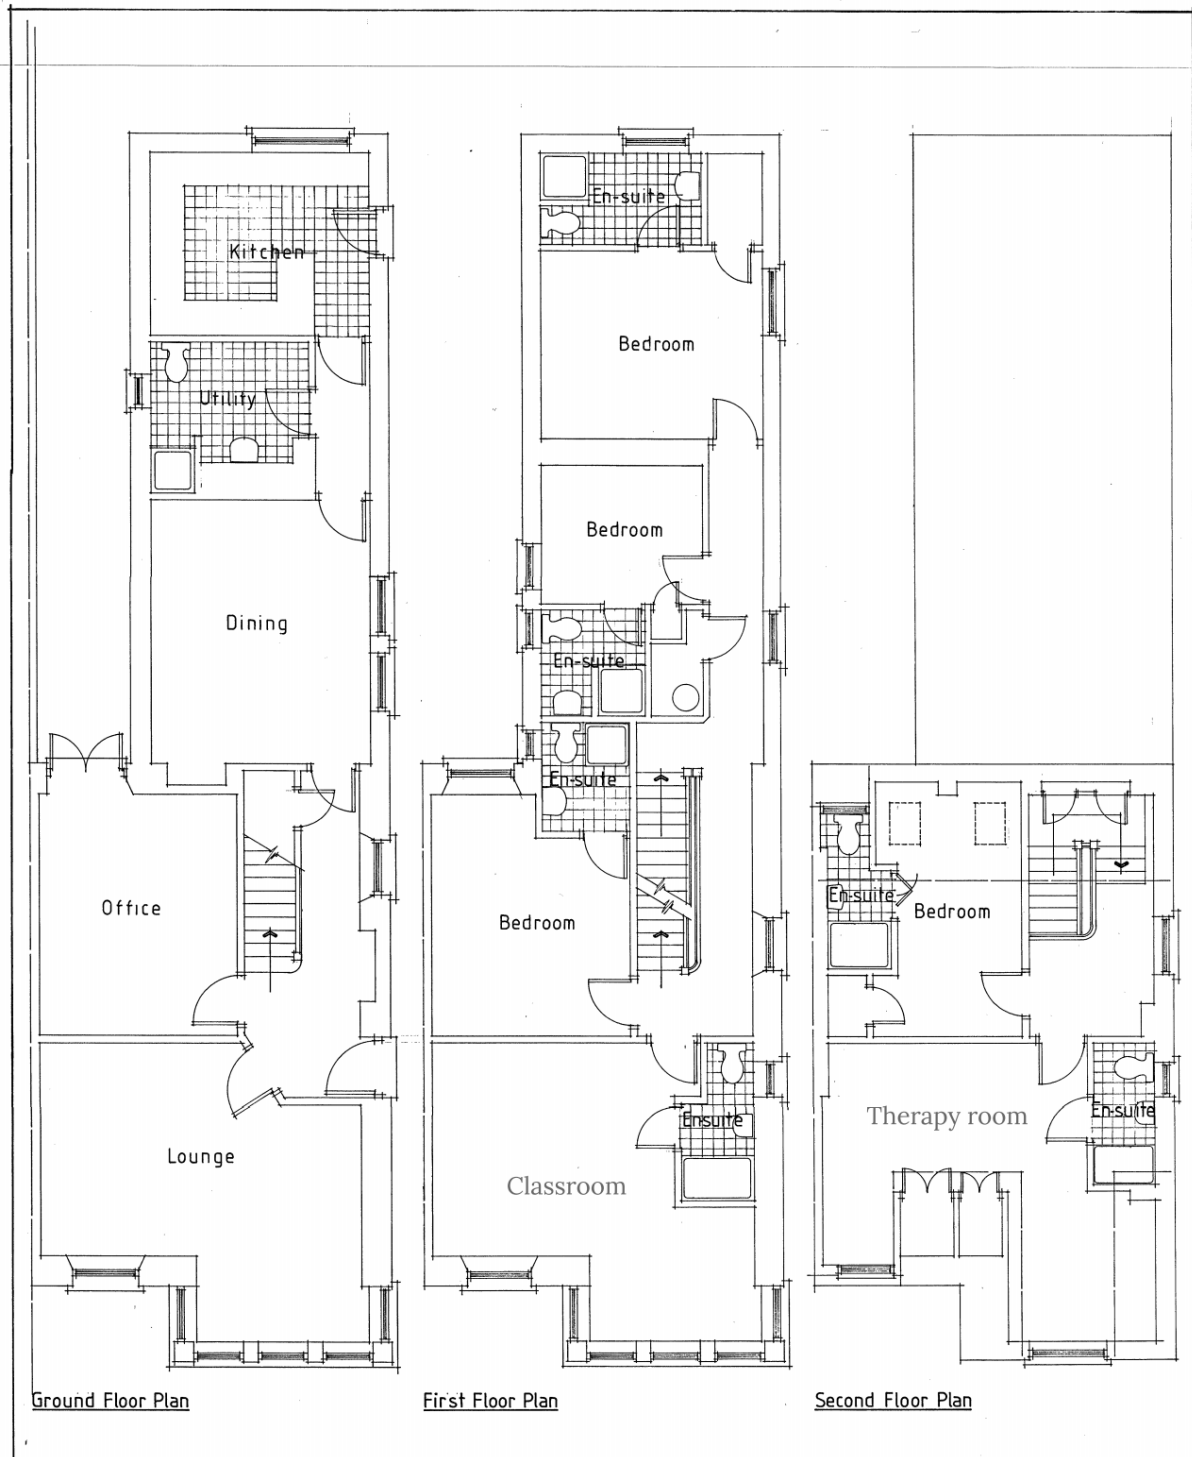 Kitchen
Utility
Dining
Office
Lounge
Ground Floor Plan
En-suite
Bedroom
Bedroom
En-suite
En-suite
Bedroom
Ensuite
Classroom
First Floor Plan
En-suite
Bedroom
Therapy room
En-suite
Second Floor Plan